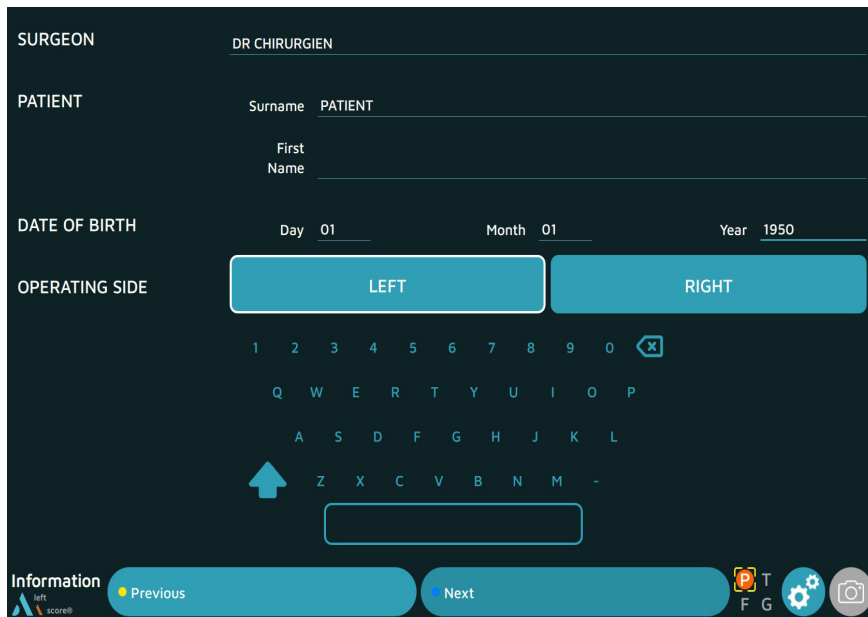 SURGEON
DR CHIRURGIEN
PATIENT
Surname PATIENT
First
Name
DATE OF BIRTH
Day 01 Month 01 Year 1950
OPERATING SIDE
LEFT RIGHT
1 2 3 4 5 6 7 8 9 0
Q W E R T Y U I O P
A S D F G H J K L
Z X C V B N M -
Information
left
score®
Previous
Next
P T
F G